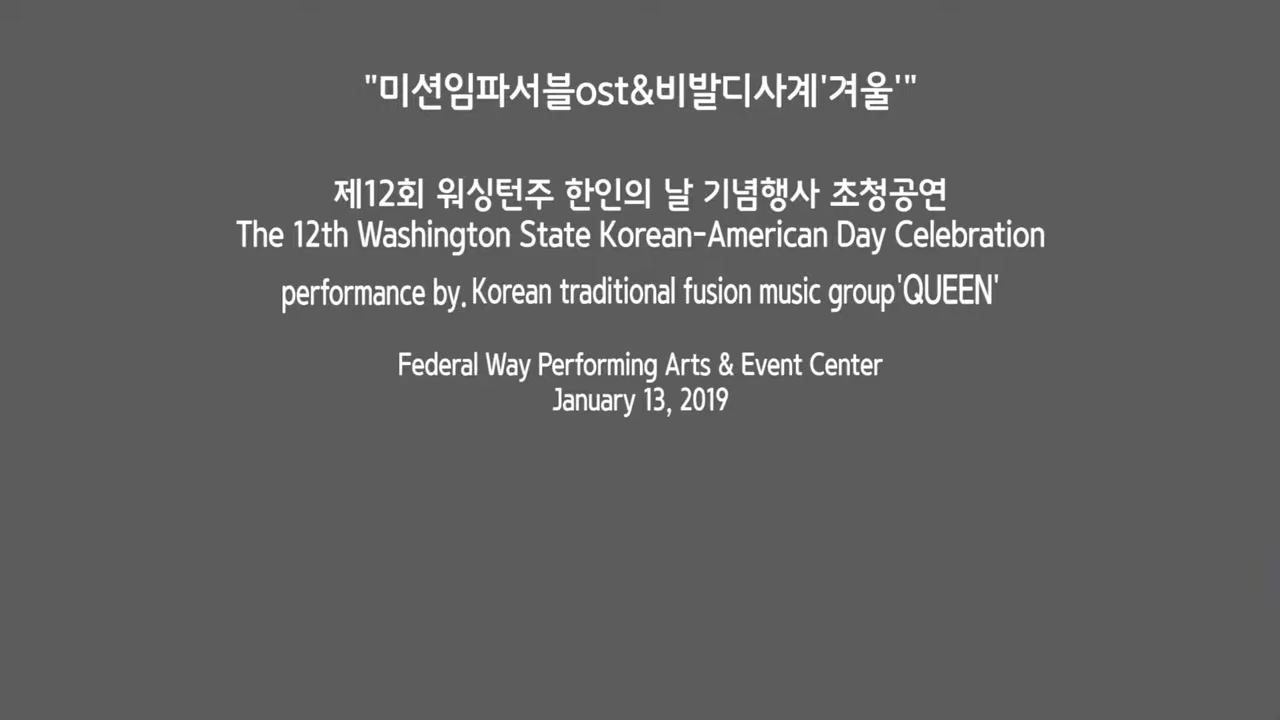 "미션임파서블ost&비발디사계'겨울'"
제12회 워싱턴주 한인의 날 기념행사 초청공연
The 12th Washington State Korean-American Day Celebration
performance by. Korean traditional fusion music group 'QUEEN'
Federal Way Performing Arts & Event Center
January 13, 2019